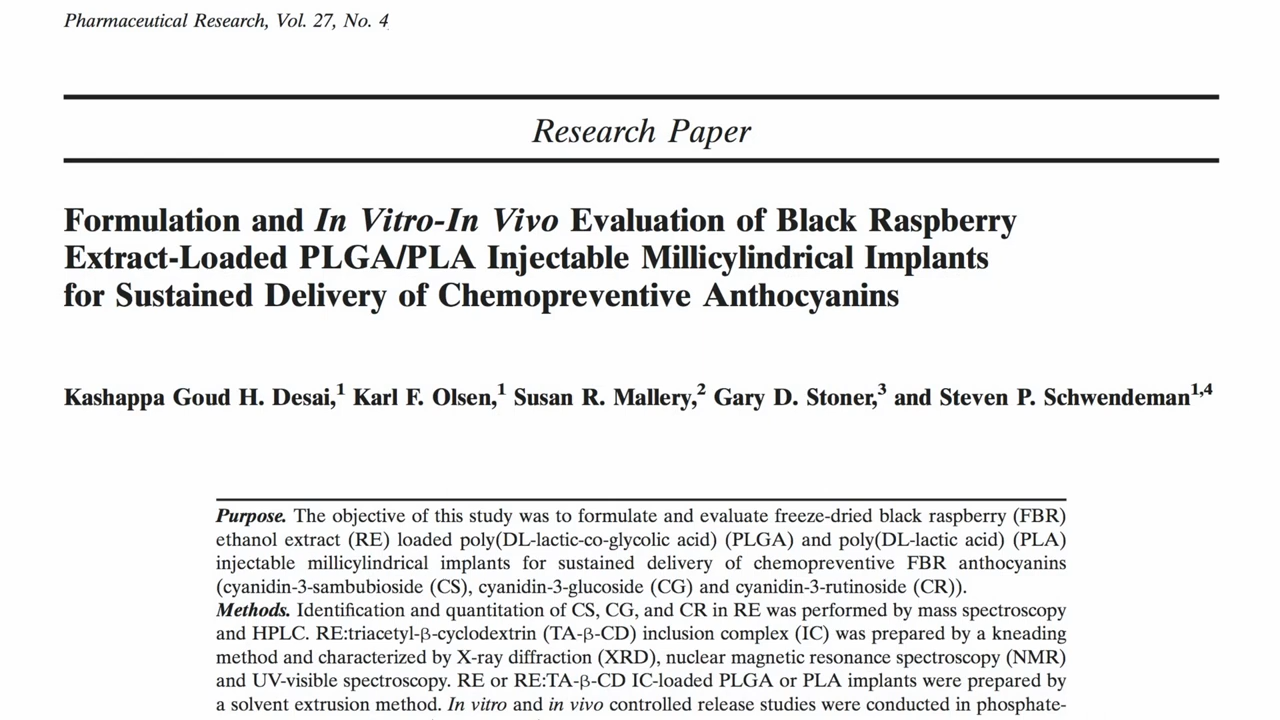 Pharmaceutical Research, Vol. 27, No. 4
Research Paper
Formulation and In Vitro-In Vivo Evaluation of Black Raspberry
Extract-Loaded PLGA/PLA Injectable Millicylindrical Implants
for Sustained Delivery of Chemopreventive Anthocyanins
Kashappa Goud H. Desai,1 Karl F. Olsen,1 Susan R. Mallery,2 Gary D. Stoner,3 and Steven P. Schwendeman1,4
Purpose. The objective of this study was to formulate and evaluate freeze-dried black raspberry (FBR)
ethanol extract (RE) loaded poly(DL-lactic-co-glycolic acid) (PLGA) and poly(DL-lactic acid) (PLA)
injectable millicylindrical implants for sustained delivery of chemopreventive FBR anthocyanins
(cyanidin-3-sambubioside (CS), cyanidin-3-glucoside (CG) and cyanidin-3-rutinoside (CR)).
Methods. Identification and quantitation of CS, CG, and CR in RE was performed by mass spectroscopy
and HPLC. RE:triacetyl-β-cyclodextrin (TA-β-CD) inclusion complex (IC) was prepared by a kneading
method and characterized by X-ray diffraction (XRD), nuclear magnetic resonance spectroscopy (NMR)
and UV-visible spectroscopy. RE or RE:TA-β-CD IC-loaded PLGA or PLA implants were prepared by
a solvent extrusion method. In vitro and in vivo controlled release studies were conducted in phosphate-